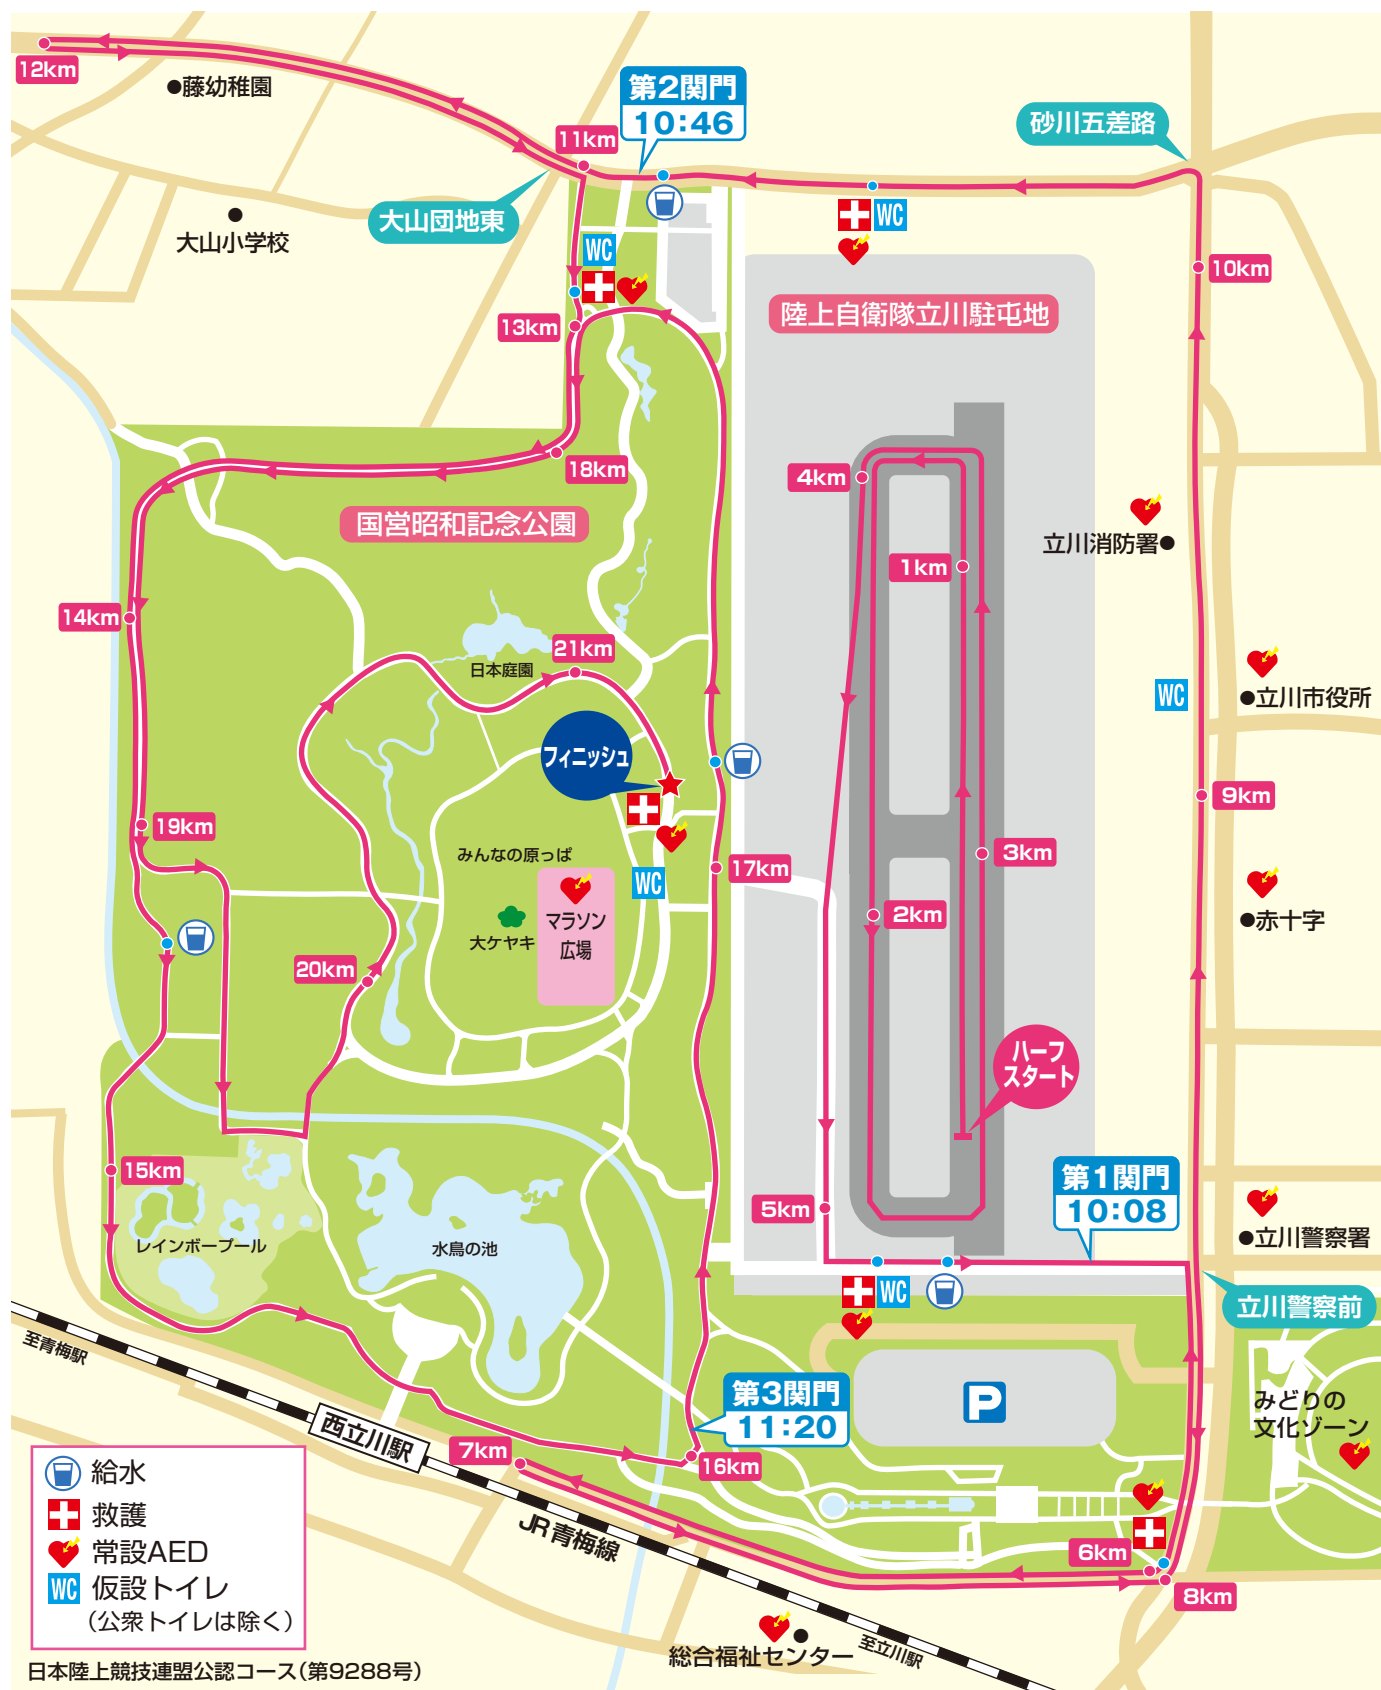 12km
藤幼稚園
第2関門
10:46
11km
砂川五差路
大山団地東
大山小学校
WC
WC
10km
13km
陸上自衛隊立川駐屯地
18km
4km
国営昭和記念公園
立川消防署
1km
14km
21km
日本庭園
WC
立川市役所
フィニッシュ
9km
19km
みんなの原っぱ
3km
17km
WC
マラソン
広場
大ケヤキ
2km
赤十字
20km
ハーフ
スタート
15km
第1関門
10:08
5km
レインボープール
水鳥の池
立川警察署
WC
立川警察前
至青梅駅
第3関門
11:20
P
みどりの
文化ゾーン
西立川駅
7km
16km
JR青梅線
6km
8km
給水
救護
常設AED
WC 仮設トイレ
(公衆トイレは除く)
総合福祉センター
至立川駅
日本陸上競技連盟公認コース(第9288号)